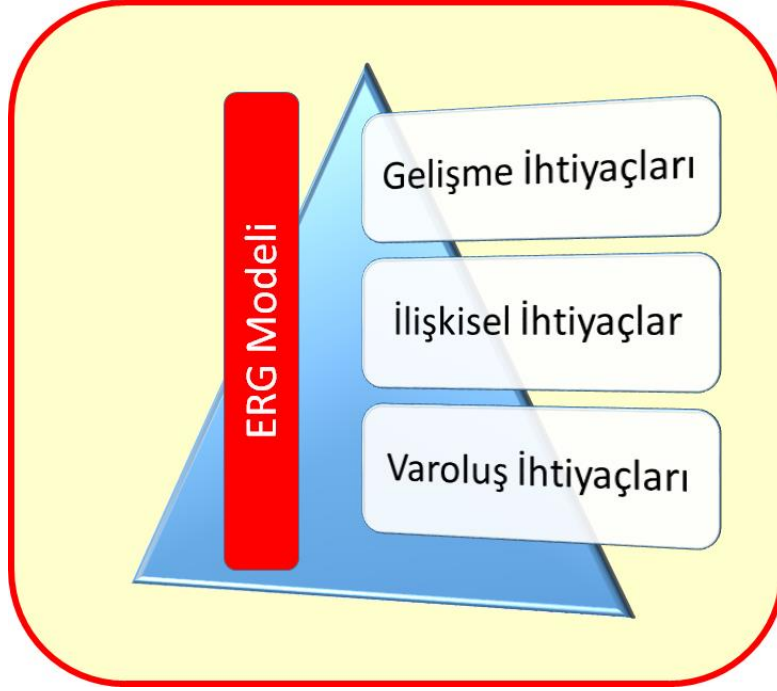 ERG Modeli
Gelişme İhtiyaçları
İlişkisel İhtiyaçlar
Varoluş İhtiyaçları